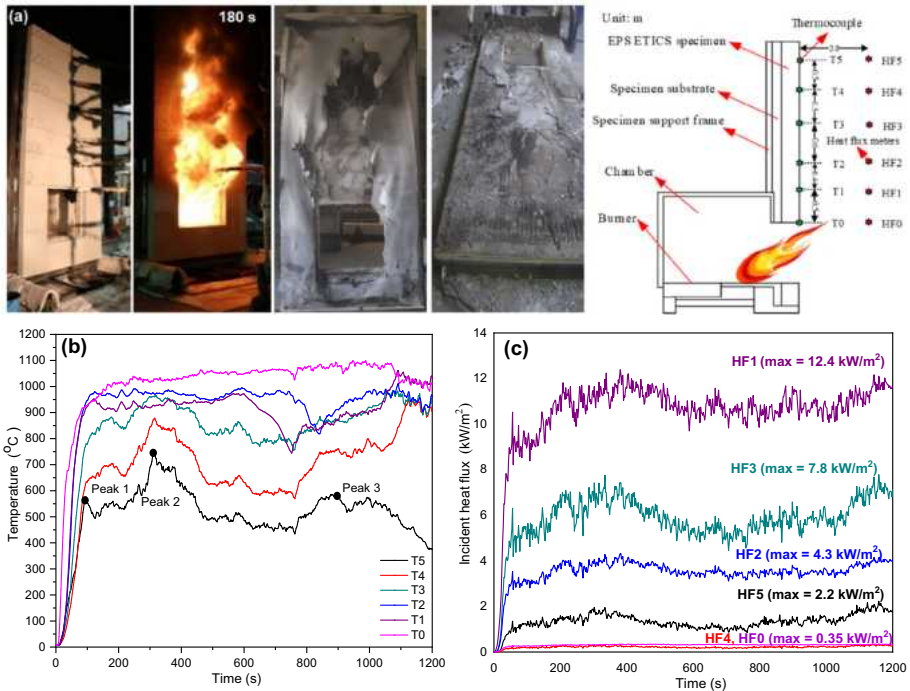 (a)
180 s
Unit: m
Thermocouple
EPS ETICS specimen
2.0
T5
HF5
Specimen substrate
T4
HF4
Specimen support frame
T3
HF3
Heat flux meters
Chamber
T2
HF2
T1
HF1
Burner
T0
HF0
(b)
1200
1100
1000
900
800
700
600
500
400
300
200
100
0
Temperature (°C)
Peak 1
Peak 2
Peak 3
T5
T4
T3
T2
T1
T0
0 200 400 600 800 1000 1200
Time (s)
(c)
14
12
10
8
6
4
2
0
Incident heat flux (kW/m²)
HF1 (max = 12.4 kW/m²)
HF3 (max = 7.8 kW/m²)
HF2 (max = 4.3 kW/m²)
HF5 (max = 2.2 kW/m²)
HF4, HF0 (max = 0.35 kW/m²)
0 200 400 600 800 1000 1200
Time (s)